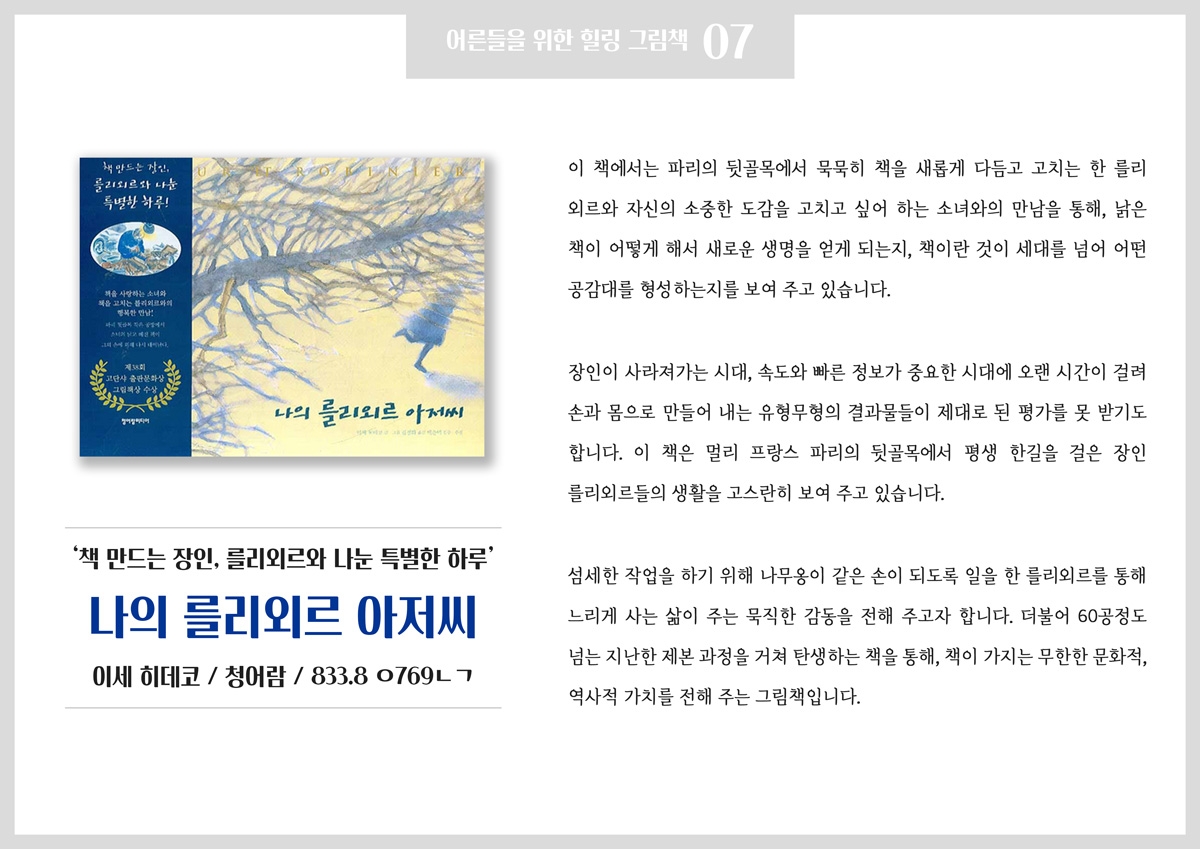 어른들을 위한 힐링 그림책 07
책 만드는 장인,
를리외르와 나눈
특별한 하루!
책을 사랑하는 소녀와
책을 고치는 를리외르와의
행복한 만남!
제38회
고단샤 출판문화상
그림책상 수상
청어람미디어
ROBINIER
나의 를리외르 아저씨
‘책 만드는 장인, 를리외르와 나눈 특별한 하루’
나의 를리외르 아저씨
이세 히데코 / 청어람 / 833.8 ㅇ769ㄴㄱ
이 책에서는 파리의 뒷골목에서 묵묵히 책을 새롭게 다듬고 고치는 한 를리
외르와 자신의 소중한 도감을 고치고 싶어 하는 소녀와의 만남을 통해, 낡은
책이 어떻게 해서 새로운 생명을 얻게 되는지, 책이란 것이 세대를 넘어 어떤
공감대를 형성하는지를 보여 주고 있습니다.
장인이 사라져가는 시대, 속도와 빠른 정보가 중요한 시대에 오랜 시간이 걸려
손과 몸으로 만들어 내는 유형무형의 결과물들이 제대로 된 평가를 못 받기도
합니다. 이 책은 멀리 프랑스 파리의 뒷골목에서 평생 한길을 걸은 장인
를리외르들의 생활을 고스란히 보여 주고 있습니다.
섬세한 작업을 하기 위해 나무옹이 같은 손이 되도록 일을 한 를리외르를 통해
느리게 사는 삶이 주는 묵직한 감동을 전해 주고자 합니다. 더불어 60공정도
넘는 지난한 제본 과정을 거쳐 탄생하는 책을 통해, 책이 가지는 무한한 문화적,
역사적 가치를 전해 주는 그림책입니다.